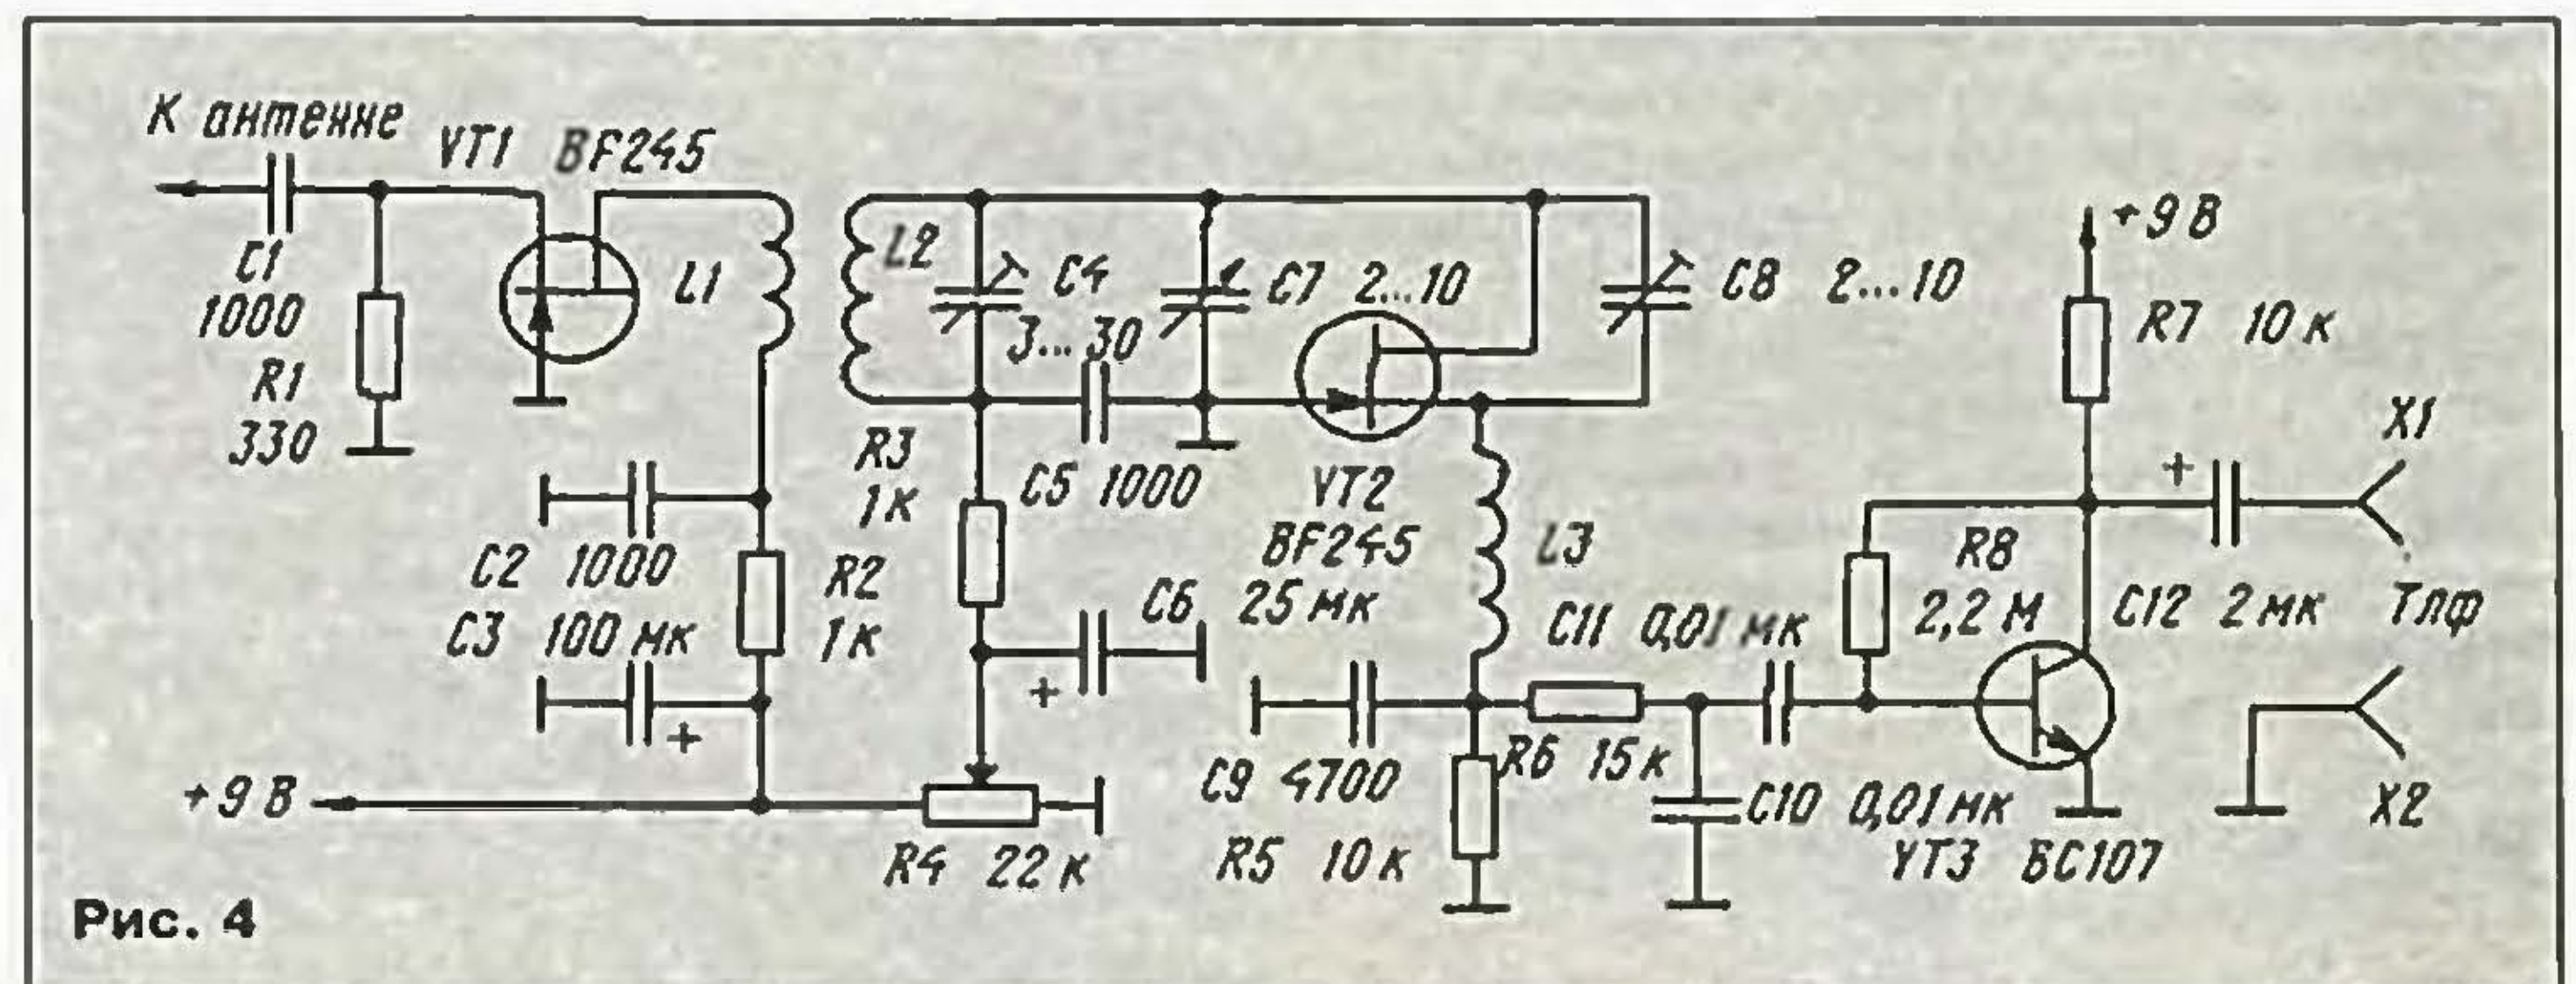 К антенне
VT1 BF245
C1
1000
R1
330
L1
L2
C4
3...30
C7 2...10
C8 2...10
+9 В
R7 10 к
X1
R3
1 к
C5 1000
VT2
BF245
C2 1000
C3 100 мк
R2
1 к
C6 25 мк
+
L3
C11 0,01 мк
R8
2,2 М
+
C12 2 мк
Тлф
+
+9 В
R4 22 к
C9 4700
R5 10 к
R6 15 к
C10 0,01 мк
VT3 BC107
X2
Рис. 4